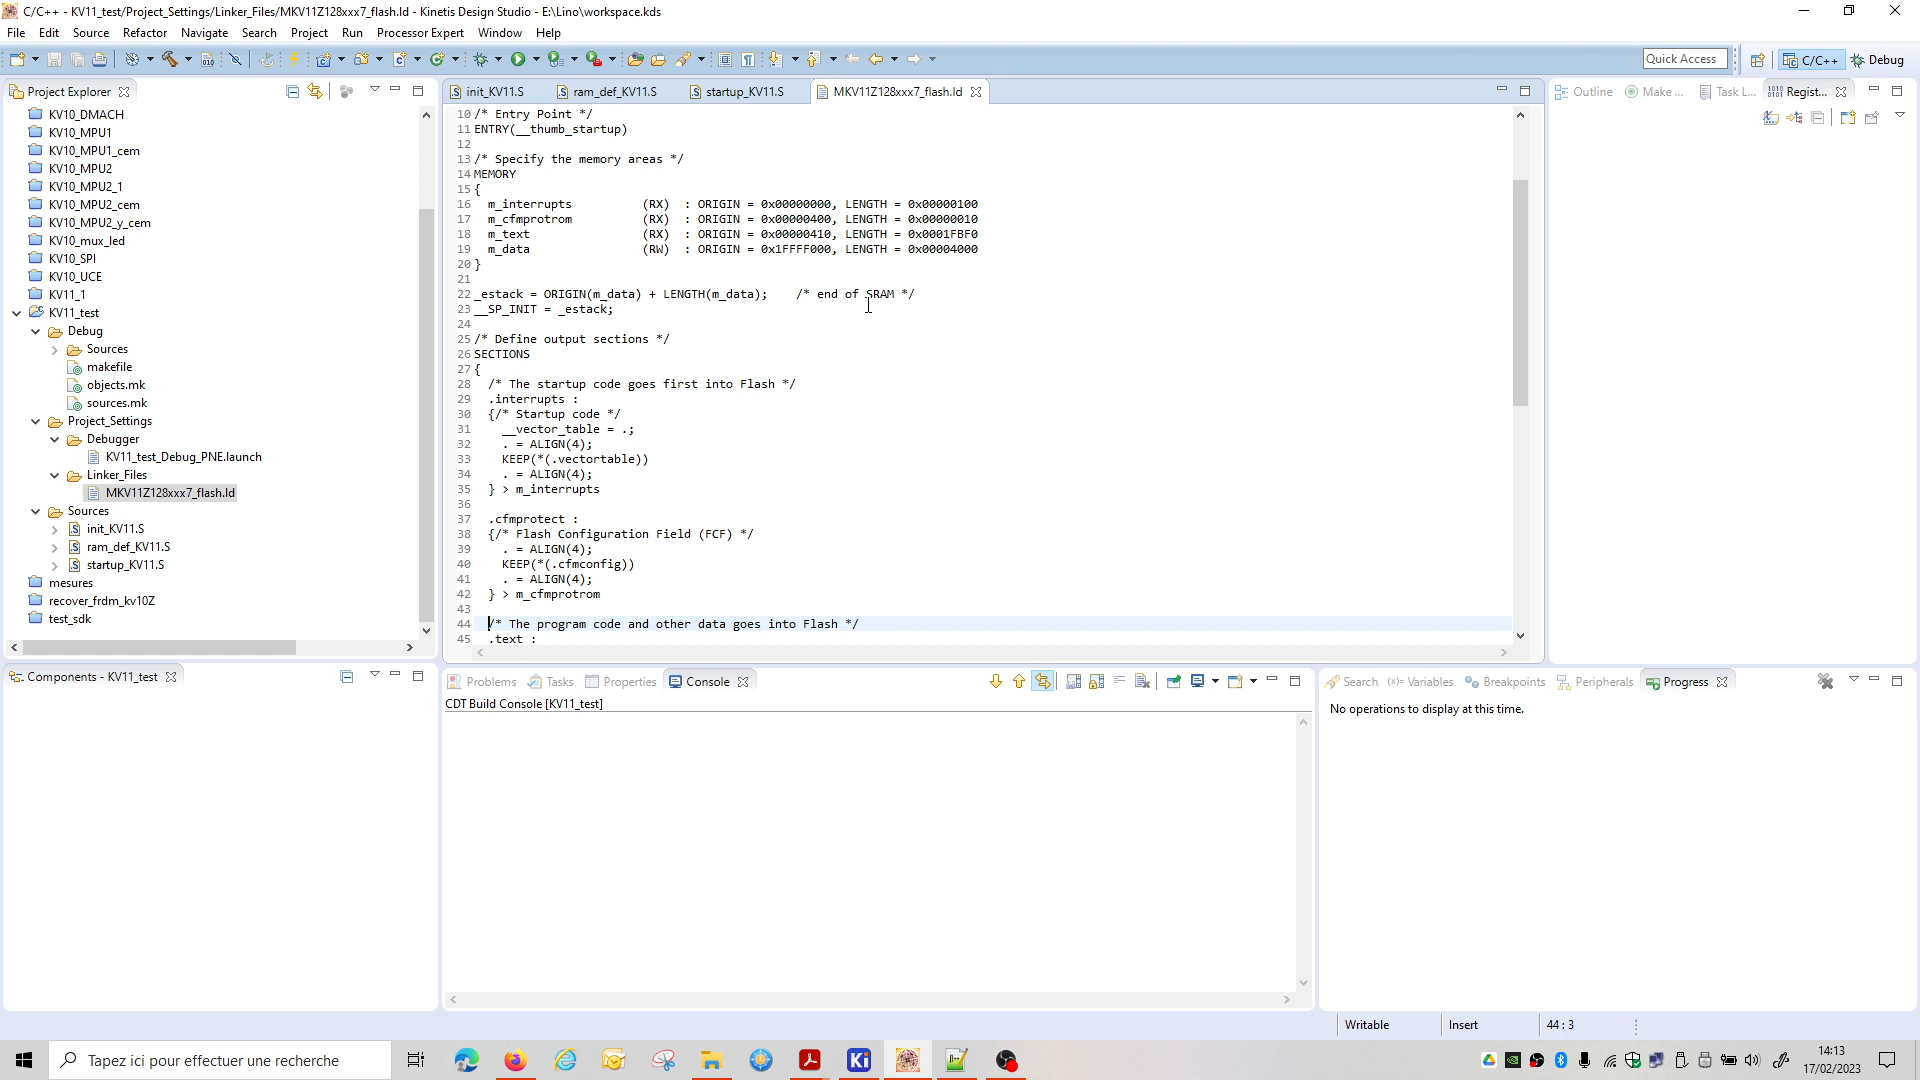 C/C++ - KV11_test/Project_Settings/Linker_Files/MKV11Z128xxx7_flash.ld - Kinetis Design Studio - E:\Lino\workspace.kds
File Edit Source Refactor Navigate Search Project Run Processor Expert Window Help
Quick Access
C/C++
Debug
Project Explorer
KV10_DMACH
KV10_MPU1
KV10_MPU1_cem
KV10_MPU2
KV10_MPU2_1
KV10_MPU2_cem
KV10_MPU2_y_cem
KV10_mux_led
KV10_SPI
KV10_UCE
KV11_1
KV11_test
Debug
Sources
makefile
objects.mk
sources.mk
Project_Settings
Debugger
KV11_test_Debug_PNE.launch
Linker_Files
MKV11Z128xxx7_flash.ld
Sources
init_KV11.S
ram_def_KV11.S
startup_KV11.S
mesures
recover_frdm_kv10Z
test_sdk
init_KV11.S ram_def_KV11.S startup_KV11.S MKV11Z128xxx7_flash.ld
10 /* Entry Point */
11 ENTRY(__thumb_startup)
12
13 /* Specify the memory areas */
14 MEMORY
15 {
16 m_interrupts (RX) : ORIGIN = 0x00000000, LENGTH = 0x00000100
17 m_cfmprotrom (RX) : ORIGIN = 0x00000400, LENGTH = 0x00000010
18 m_text (RX) : ORIGIN = 0x00000410, LENGTH = 0x0001FBF0
19 m_data (RW) : ORIGIN = 0x1FFFF000, LENGTH = 0x00004000
20 }
21
22 _estack = ORIGIN(m_data) + LENGTH(m_data); /* end of SRAM */
23 __SP_INIT = _estack;
24
25 /* Define output sections */
26 SECTIONS
27 {
28 /* The startup code goes first into Flash */
29 .interrupts :
30 {/* Startup code */
31 __vector_table = .;
32 . = ALIGN(4);
33 KEEP(*(.vectortable))
34 . = ALIGN(4);
35 } > m_interrupts
36
37 .cfmprotect :
38 {/* Flash Configuration Field (FCF) */
39 . = ALIGN(4);
40 KEEP(*(.cfmconfig))
41 . = ALIGN(4);
42 } > m_cfmprotrom
43
44 /* The program code and other data goes into Flash */
45 .text :
Outline Make ... Task L... Regist...
Components - KV11_test
Problems Tasks Properties Console
CDT Build Console [KV11_test]
Search (x)= Variables Breakpoints Peripherals Progress
No operations to display at this time.
Writable Insert 44 : 3
Tapez ici pour effectuer une recherche
Ki
14:13
17/02/2023